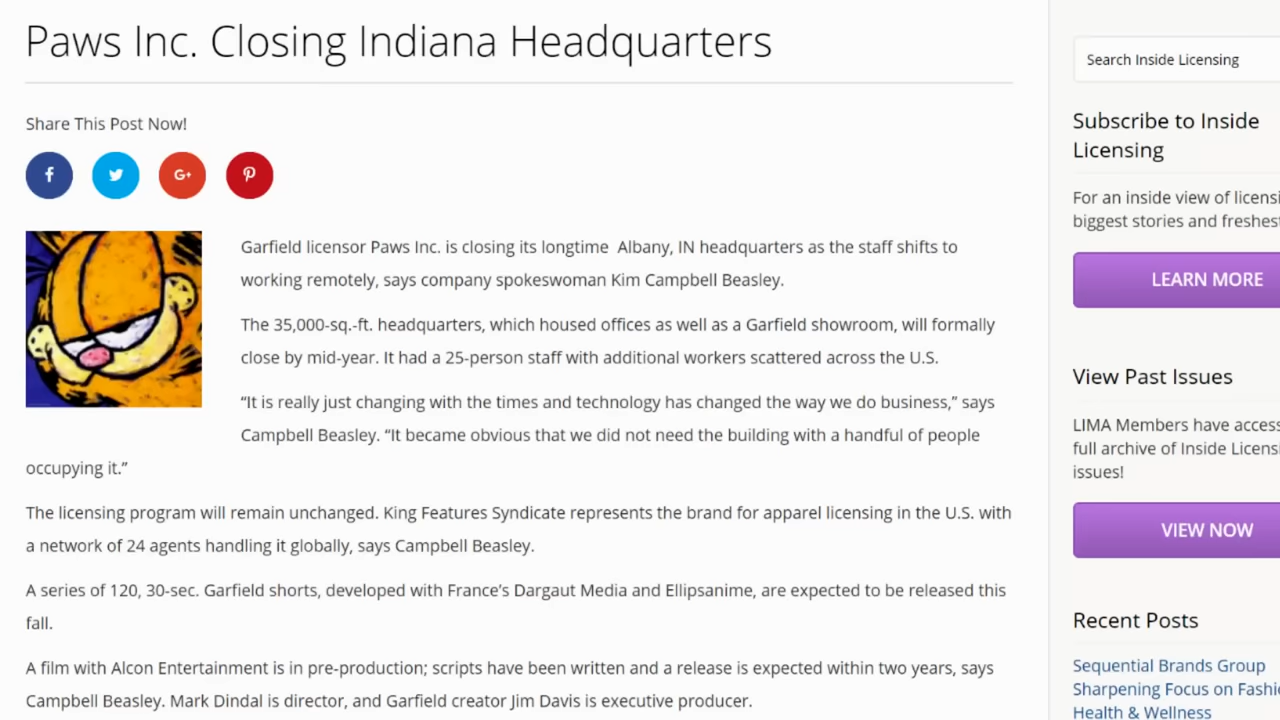 Paws Inc. Closing Indiana Headquarters
Share This Post Now!
Garfield licensor Paws Inc. is closing its longtime Albany, IN headquarters as the staff shifts to
working remotely, says company spokeswoman Kim Campbell Beasley.
The 35,000-sq.-ft. headquarters, which housed offices as well as a Garfield showroom, will formally
close by mid-year. It had a 25-person staff with additional workers scattered across the U.S.
“It is really just changing with the times and technology has changed the way we do business,” says
Campbell Beasley. “It became obvious that we did not need the building with a handful of people
occupying it.”
The licensing program will remain unchanged. King Features Syndicate represents the brand for apparel licensing in the U.S. with
a network of 24 agents handling it globally, says Campbell Beasley.
A series of 120, 30-sec. Garfield shorts, developed with France’s Dargaut Media and Ellipsanime, are expected to be released this
fall.
A film with Alcon Entertainment is in pre-production; scripts have been written and a release is expected within two years, says
Campbell Beasley. Mark Dindal is director, and Garfield creator Jim Davis is executive producer.
Search Inside Licensing
Subscribe to Inside
Licensing
For an inside view of licensi
biggest stories and freshest
LEARN MORE
View Past Issues
LIMA Members have access
full archive of Inside Licensi
issues!
VIEW NOW
Recent Posts
Sequential Brands Group
Sharpening Focus on Fashi
Health & Wellness